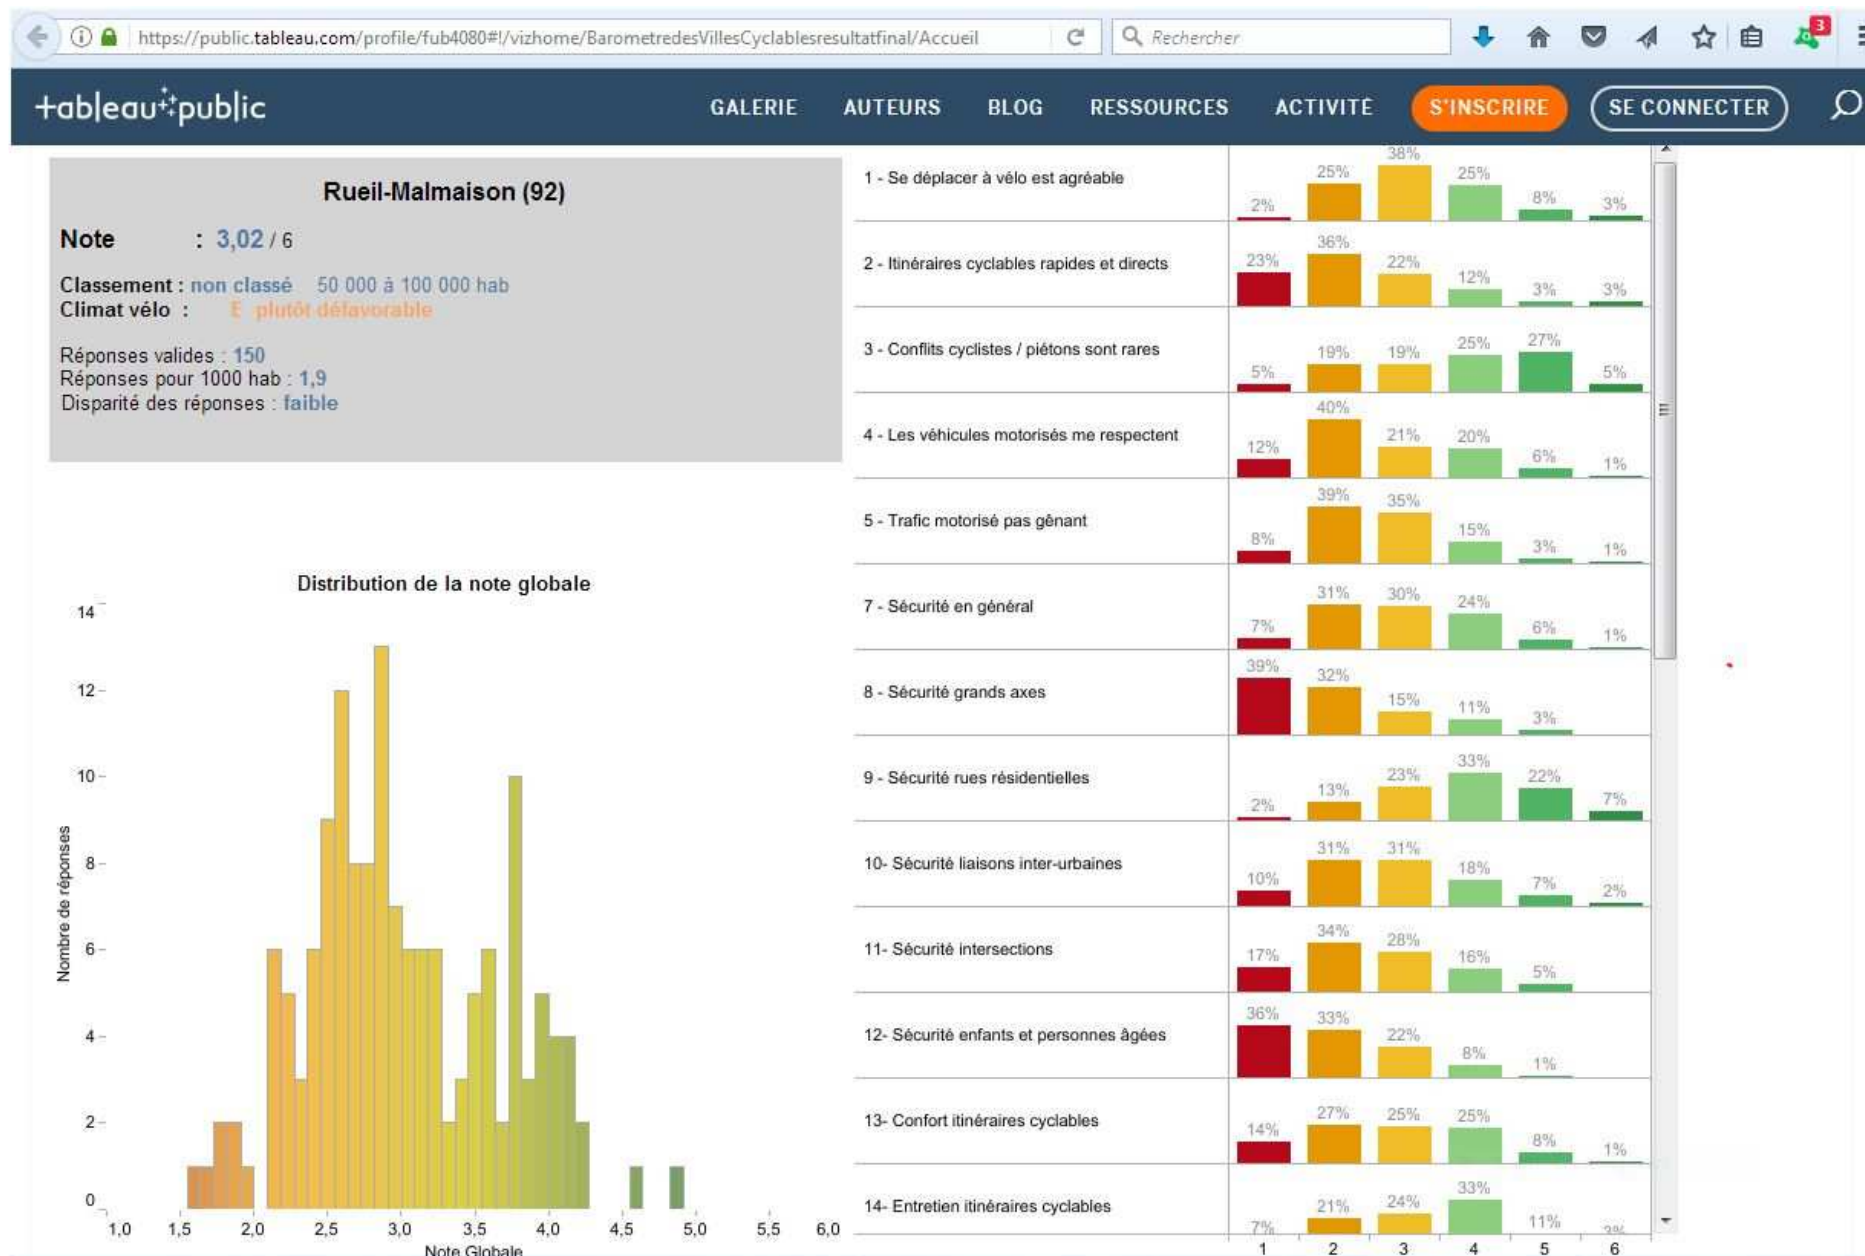 https://public.tableau.com/profile/fub4080#!/vizhome/BarometredesVillesCyclablesresultatfinal/Accueil
Rechercher
3
+ableau public
GALERIE AUTEURS BLOG RESSOURCES ACTIVITÉ S'INSCRIRE SE CONNECTER
Rueil-Malmaison (92)
Note : 3,02 / 6
Classement : non classé 50 000 à 100 000 hab
Climat vélo : E plutôt défavorable
Réponses valides : 150
Réponses pour 1000 hab : 1,9
Disparité des réponses : faible
Distribution de la note globale
14
12
10
8
6
4
2
0
Nombre de réponses
1,0 1,5 2,0 2,5 3,0 3,5 4,0 4,5 5,0 5,5 6,0
Note Globale
1 - Se déplacer à vélo est agréable
2% 25% 38% 25% 8% 3%
2 - Itinéraires cyclables rapides et directs
23% 36% 22% 12% 3% 3%
3 - Conflits cyclistes / piétons sont rares
5% 19% 19% 25% 27% 5%
4 - Les véhicules motorisés me respectent
12% 40% 21% 20% 6% 1%
5 - Trafic motorisé pas gênant
8% 39% 35% 15% 3% 1%
7 - Sécurité en général
7% 31% 30% 24% 6% 1%
8 - Sécurité grands axes
39% 32% 15% 11% 3%
9 - Sécurité rues résidentielles
2% 13% 23% 33% 22% 7%
10- Sécurité liaisons inter-urbaines
10% 31% 31% 18% 7% 2%
11- Sécurité intersections
17% 34% 28% 16% 5%
12- Sécurité enfants et personnes âgées
36% 33% 22% 8% 1%
13- Confort itinéraires cyclables
14% 27% 25% 25% 8% 1%
14- Entretien itinéraires cyclables
7% 21% 24% 33% 11%
1 2 3 4 5 6